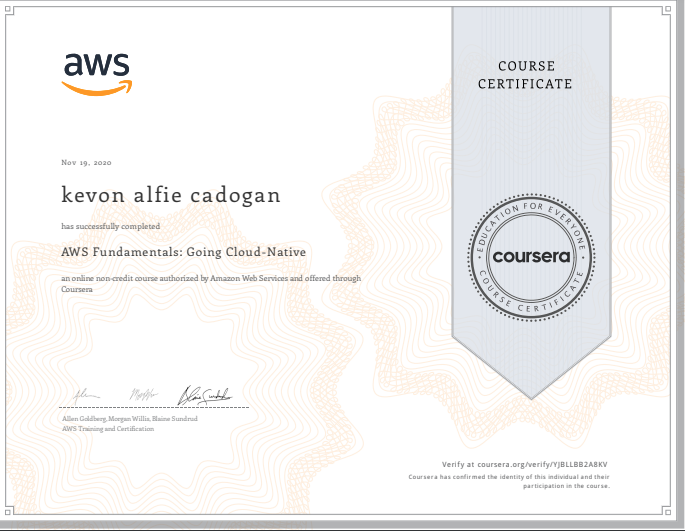 aws
COURSE
CERTIFICATE
Nov 19, 2020
kevon alfie cadogan
has successfully completed
AWS Fundamentals: Going Cloud-Native
an online non-credit course authorized by Amazon Web Services and offered through
Coursera
EDUCATION FOR EVERYONE
coursera
COURSE CERTIFICATE
Allen Goldberg, Morgan Willis, Blaine Sundrud
AWS Training and Certification
Verify at coursera.org/verify/YJBLLBB2A8KV
Coursera has confirmed the identity of this individual and their
participation in the course.